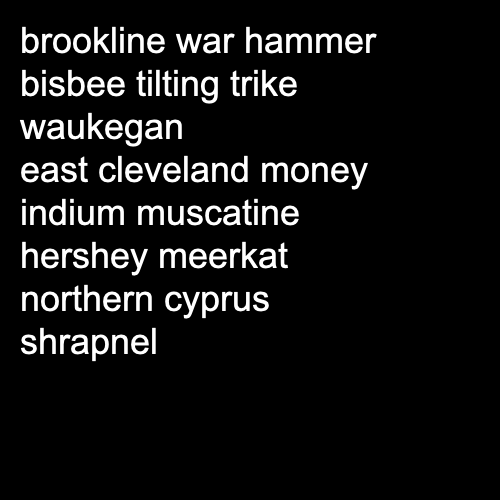 brookline war hammer
bisbee tilting trike
waukegan
east cleveland money
indium muscatine
hershey meerkat
northern cyprus
shrapnel